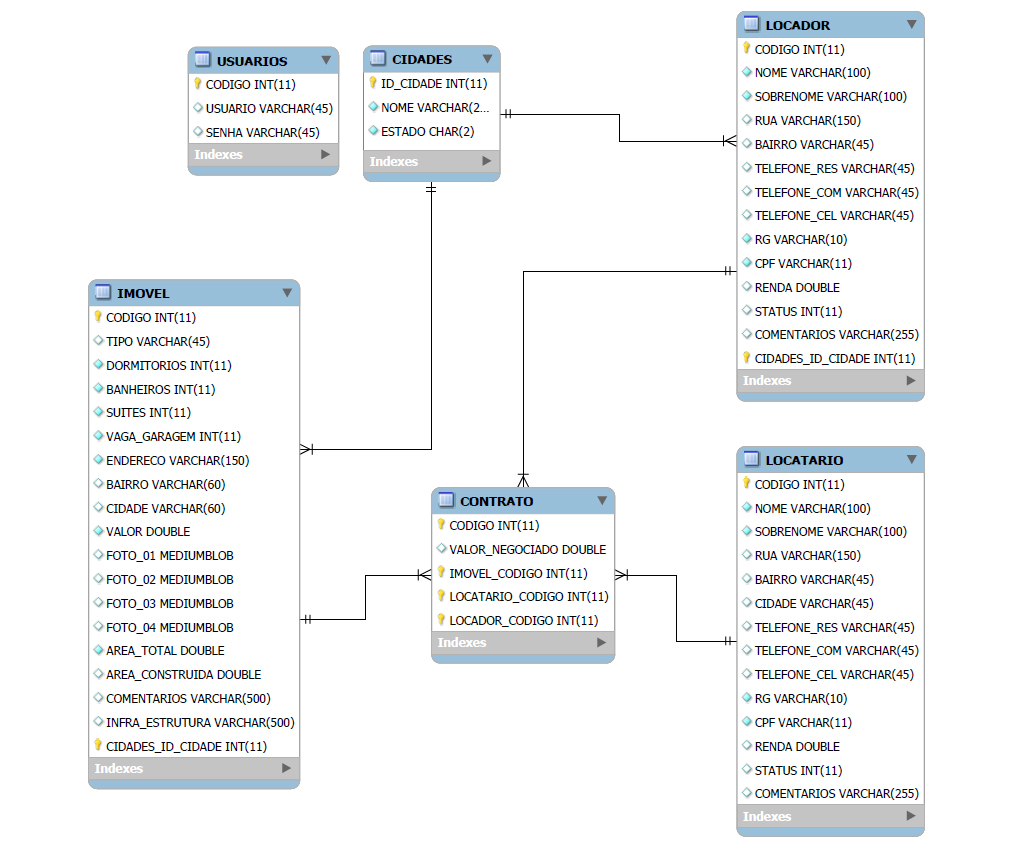 USUARIOS
CODIGO INT(11)
USUARIO VARCHAR(45)
SENHA VARCHAR(45)
Indexes
CIDADES
ID_CIDADE INT(11)
NOME VARCHAR(2...
ESTADO CHAR(2)
Indexes
LOCADOR
CODIGO INT(11)
NOME VARCHAR(100)
SOBRENOME VARCHAR(100)
RUA VARCHAR(150)
BAIRRO VARCHAR(45)
TELEFONE_RES VARCHAR(45)
TELEFONE_COM VARCHAR(45)
TELEFONE_CEL VARCHAR(45)
RG VARCHAR(10)
CPF VARCHAR(11)
RENDA DOUBLE
STATUS INT(11)
COMENTARIOS VARCHAR(255)
CIDADES_ID_CIDADE INT(11)
Indexes
IMOVEL
CODIGO INT(11)
TIPO VARCHAR(45)
DORMITORIOS INT(11)
BANHEIROS INT(11)
SUITES INT(11)
VAGA_GARAGEM INT(11)
ENDERECO VARCHAR(150)
BAIRRO VARCHAR(60)
CIDADE VARCHAR(60)
VALOR DOUBLE
FOTO_01 MEDIUMBLOB
FOTO_02 MEDIUMBLOB
FOTO_03 MEDIUMBLOB
FOTO_04 MEDIUMBLOB
AREA_TOTAL DOUBLE
AREA_CONSTRUIDA DOUBLE
COMENTARIOS VARCHAR(500)
INFRA_ESTRUTURA VARCHAR(500)
CIDADES_ID_CIDADE INT(11)
Indexes
CONTRATO
CODIGO INT(11)
VALOR_NEGOCIADO DOUBLE
IMOVEL_CODIGO INT(11)
LOCATARIO_CODIGO INT(11)
LOCADOR_CODIGO INT(11)
Indexes
LOCATARIO
CODIGO INT(11)
NOME VARCHAR(100)
SOBRENOME VARCHAR(100)
RUA VARCHAR(150)
BAIRRO VARCHAR(45)
CIDADE VARCHAR(45)
TELEFONE_RES VARCHAR(45)
TELEFONE_COM VARCHAR(45)
TELEFONE_CEL VARCHAR(45)
RG VARCHAR(10)
CPF VARCHAR(11)
RENDA DOUBLE
STATUS INT(11)
COMENTARIOS VARCHAR(255)
Indexes